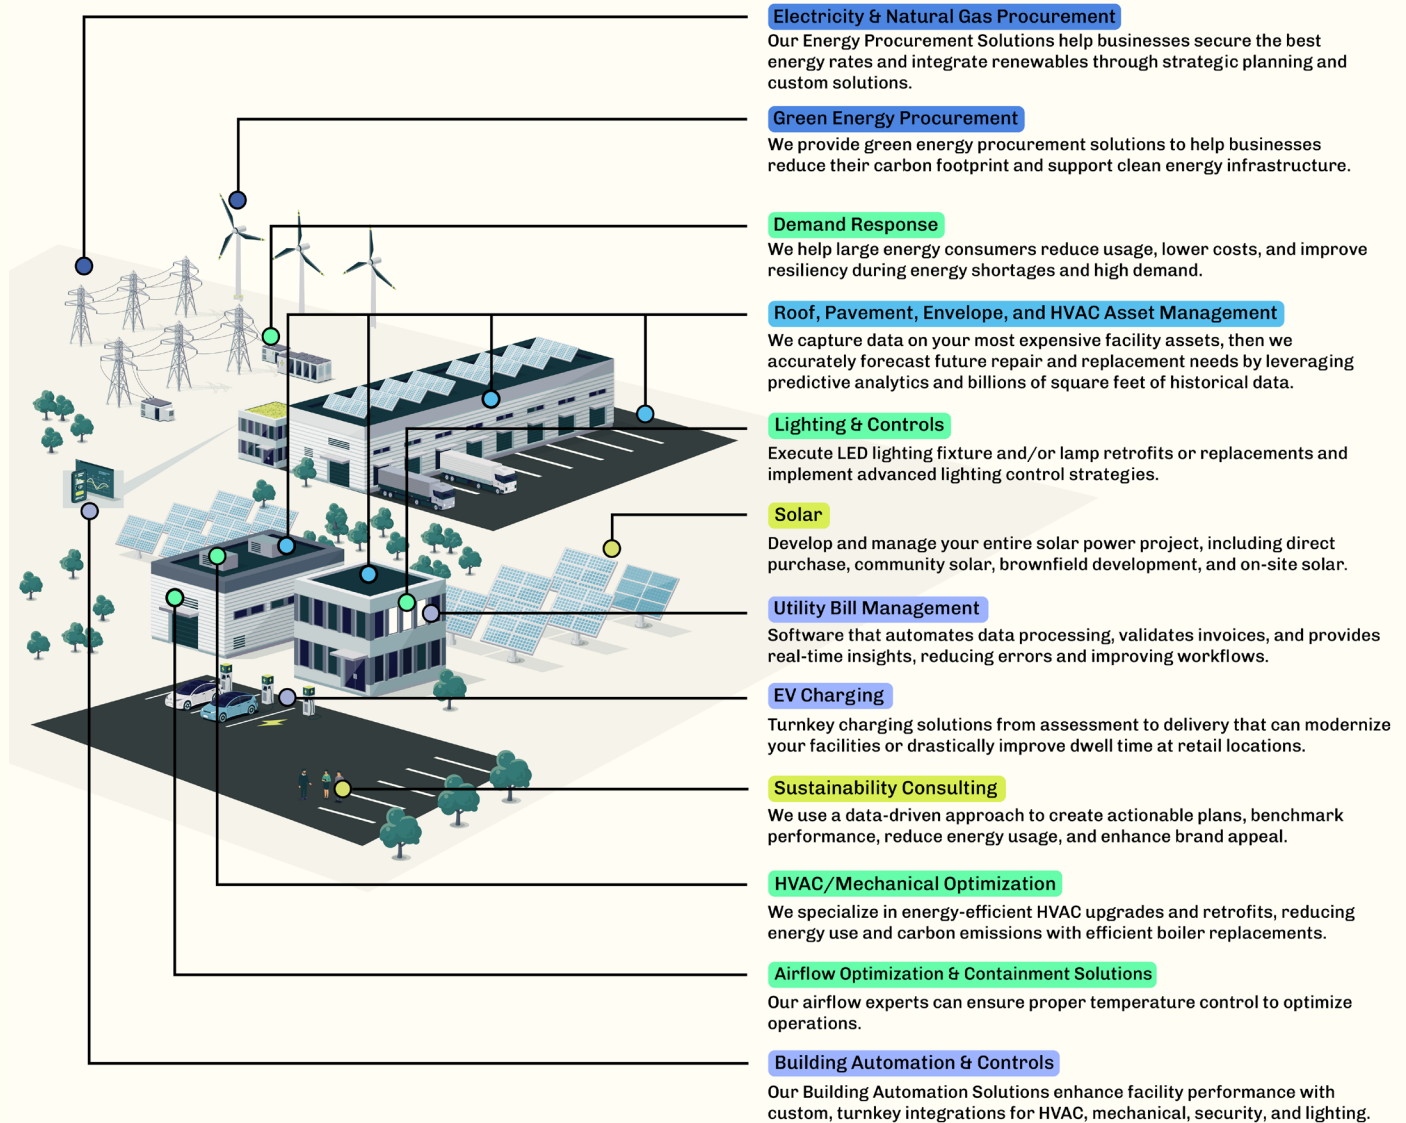 Electricity & Natural Gas Procurement
Our Energy Procurement Solutions help businesses secure the best
energy rates and integrate renewables through strategic planning and
custom solutions.
Green Energy Procurement
We provide green energy procurement solutions to help businesses
reduce their carbon footprint and support clean energy infrastructure.
Demand Response
We help large energy consumers reduce usage, lower costs, and improve
resiliency during energy shortages and high demand.
Roof, Pavement, Envelope, and HVAC Asset Management
We capture data on your most expensive facility assets, then we
accurately forecast future repair and replacement needs by leveraging
predictive analytics and billions of square feet of historical data.
Lighting & Controls
Execute LED lighting fixture and/or lamp retrofits or replacements and
implement advanced lighting control strategies.
Solar
Develop and manage your entire solar power project, including direct
purchase, community solar, brownfield development, and on-site solar.
Utility Bill Management
Software that automates data processing, validates invoices, and provides
real-time insights, reducing errors and improving workflows.
EV Charging
Turnkey charging solutions from assessment to delivery that can modernize
your facilities or drastically improve dwell time at retail locations.
Sustainability Consulting
We use a data-driven approach to create actionable plans, benchmark
performance, reduce energy usage, and enhance brand appeal.
HVAC/Mechanical Optimization
We specialize in energy-efficient HVAC upgrades and retrofits, reducing
energy use and carbon emissions with efficient boiler replacements.
Airflow Optimization & Containment Solutions
Our airflow experts can ensure proper temperature control to optimize
operations.
Building Automation & Controls
Our Building Automation Solutions enhance facility performance with
custom, turnkey integrations for HVAC, mechanical, security, and lighting.